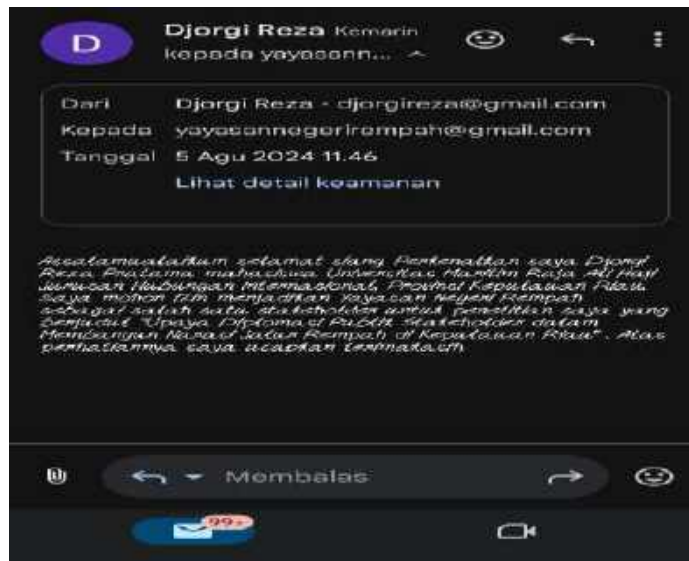 D
Djorgi Reza Kemarin
kepada yayasann...
Dari Djorgi Reza - djorgireza@gmail.com
Kepada yayasannegerirempah@gmail.com
Tanggal 5 Agu 2024 11.46
Lihat detail keamanan
Assalamualaikum selamat siang Perkenalkan saya Djorgi
Reza Pratama mahasiswa Universitas Maritim Raja Ali Haji
Jurusan Hubungan Internasional, Provinsi Kepulauan Riau.
Saya mohon izin menjadikan Yayasan Negeri Rempah
sebagai salah satu stakeholder untuk penelitian saya yang
berjudul "Upaya Diplomasi Publik Stakeholder dalam
Membangun Narasi Jalur Rempah di Kepulauan Riau". Atas
perhatiannya saya ucapkan terimakasih
Membalas
99+